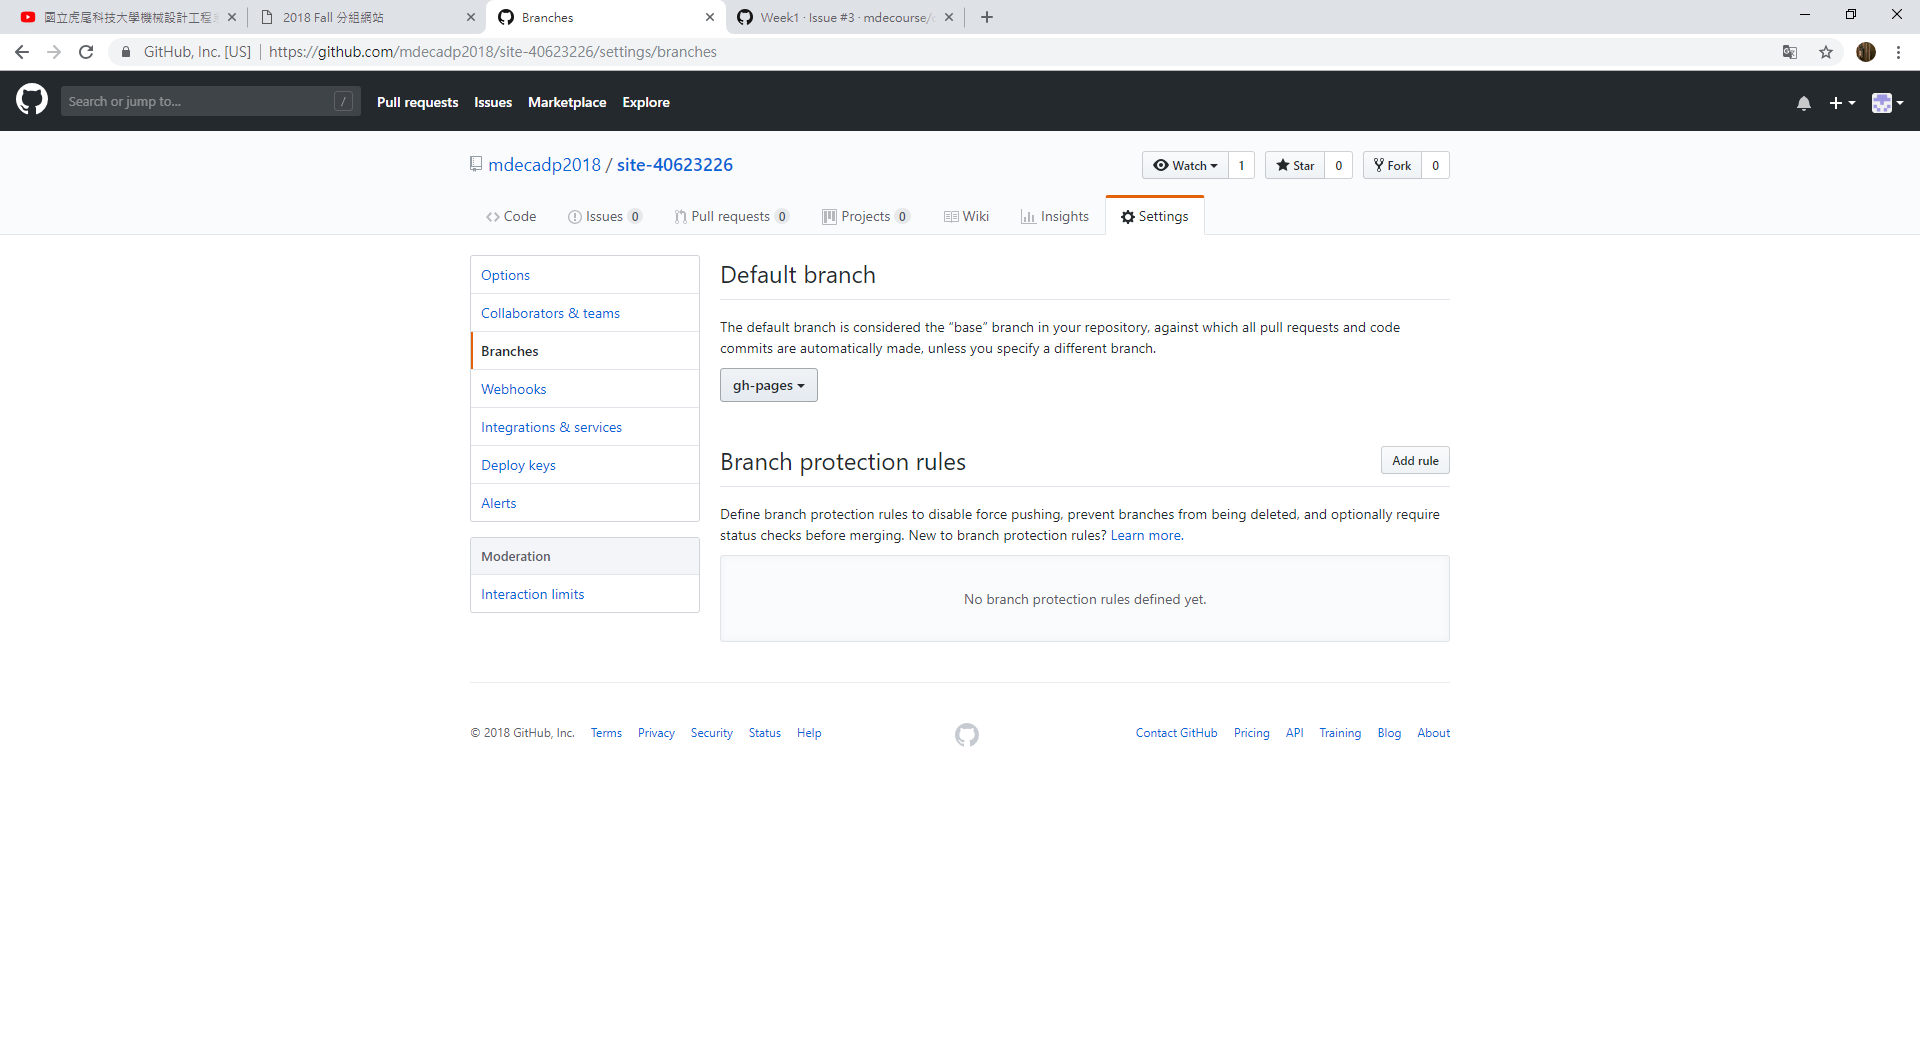 國立虎尾科技大學機械設計工程
2018 Fall 分組網站
Branches
Week1 · Issue #3 · mdecourse/
GitHub, Inc. [US]
https://github.com/mdecadp2018/site-40623226/settings/branches
Search or jump to...
/
Pull requests
Issues
Marketplace
Explore
mdecadp2018 / site-40623226
Watch 1
Star 0
Fork 0
Code
Issues 0
Pull requests 0
Projects 0
Wiki
Insights
Settings
Options
Collaborators & teams
Branches
Webhooks
Integrations & services
Deploy keys
Alerts
Moderation
Interaction limits
Default branch
The default branch is considered the “base” branch in your repository, against which all pull requests and code
commits are automatically made, unless you specify a different branch.
gh-pages
Branch protection rules
Add rule
Define branch protection rules to disable force pushing, prevent branches from being deleted, and optionally require
status checks before merging. New to branch protection rules? Learn more.
No branch protection rules defined yet.
© 2018 GitHub, Inc.
Terms
Privacy
Security
Status
Help
Contact GitHub
Pricing
API
Training
Blog
About